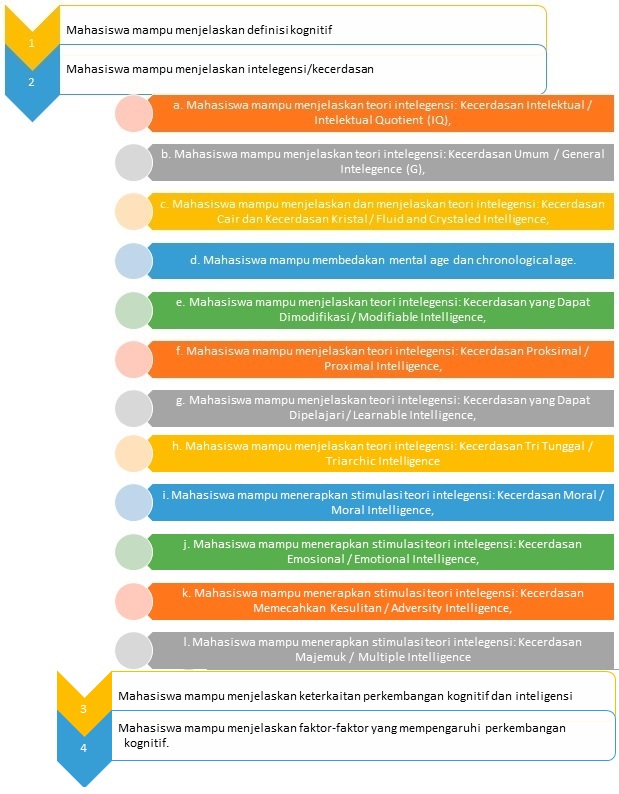 1
Mahasiswa mampu menjelaskan definisi kognitif
2
Mahasiswa mampu menjelaskan intelegensi/kecerdasan
a. Mahasiswa mampu menjelaskan teori intelegensi: Kecerdasan Intelektual /
Intelektual Quotient (IQ),
b. Mahasiswa mampu menjelaskan teori intelegensi: Kecerdasan Umum / General
Intelegence (G),
c. Mahasiswa mampu menjelaskan dan menjelaskan teori intelegensi: Kecerdasan
Cair dan Kecerdasan Kristal / Fluid and Crystaled Intelligence,
d. Mahasiswa mampu membedakan mental age dan chronological age.
e. Mahasiswa mampu menjelaskan teori intelegensi: Kecerdasan yang Dapat
Dimodifikasi / Modifiable Intelligence,
f. Mahasiswa mampu menjelaskan teori intelegensi: Kecerdasan Proksimal /
Proximal Intelligence,
g. Mahasiswa mampu menjelaskan teori intelegensi: Kecerdasan yang Dapat
Dipelajari / Learnable Intelligence,
h. Mahasiswa mampu menjelaskan teori intelegensi: Kecerdasan Tri Tunggal /
Triarchic Intelligence
i. Mahasiswa mampu menerapkan stimulasi teori intelegensi: Kecerdasan Moral /
Moral Intelligence,
j. Mahasiswa mampu menerapkan stimulasi teori intelegensi: Kecerdasan
Emosional / Emotional Intelligence,
k. Mahasiswa mampu menerapkan stimulasi teori intelegensi: Kecerdasan
Memecahkan Kesulitan / Adversity Intelligence,
l. Mahasiswa mampu menerapkan stimulasi teori intelegensi: Kecerdasan
Majemuk / Multiple Intelligence
3
Mahasiswa mampu menjelaskan keterkaitan perkembangan kognitif dan inteligensi
4
Mahasiswa mampu menjelaskan faktor-faktor yang mempengaruhi perkembangan
kognitif.